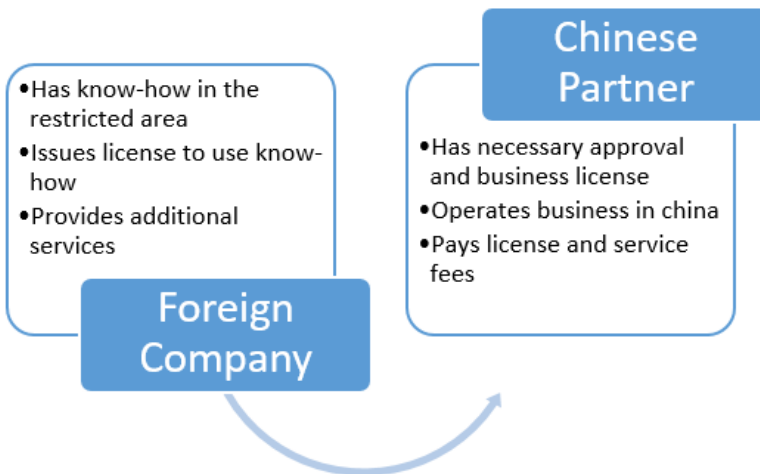 •Has know-how in the
restricted area
•Issues license to use know-
how
•Provides additional
services
Foreign
Company
Chinese
Partner
•Has necessary approval
and business license
•Operates business in china
•Pays license and service
fees